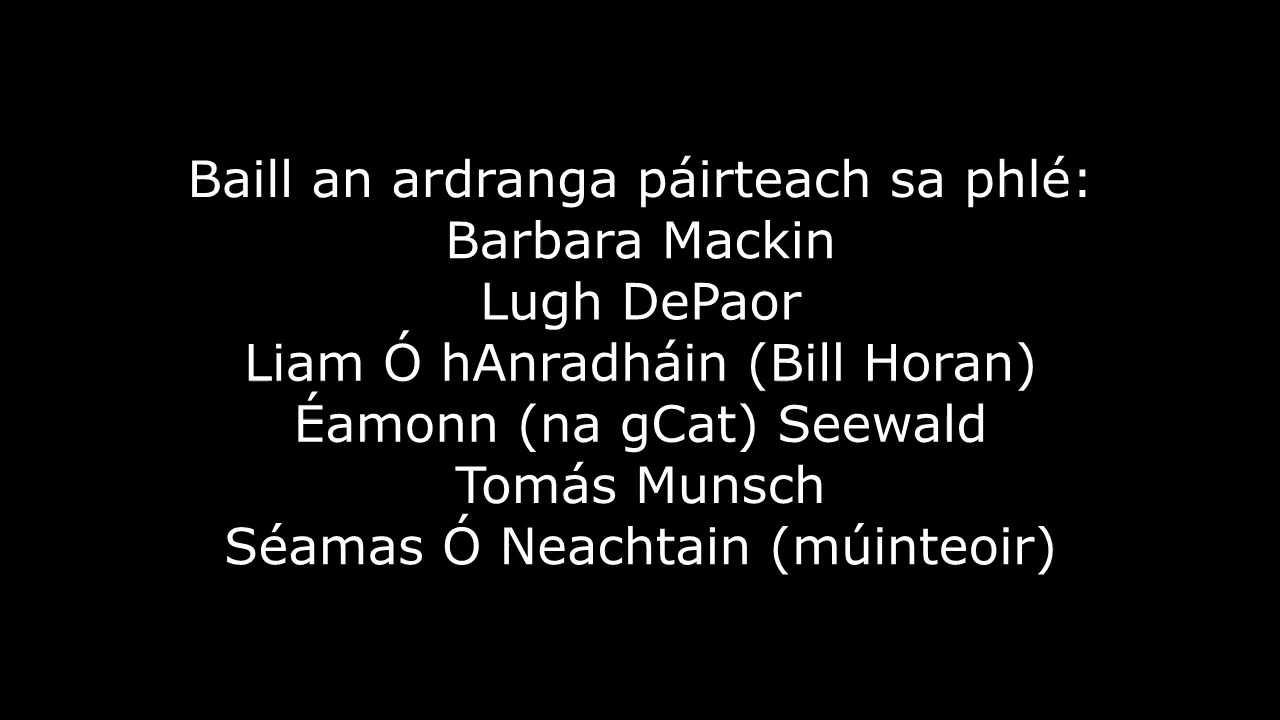 Baill an ardranga páirteach sa phlé:
Barbara Mackin
Lugh DePaor
Liam Ó hAnradháin (Bill Horan)
Éamonn (na gCat) Seewald
Tomás Munsch
Séamas Ó Neachtain (múinteoir)